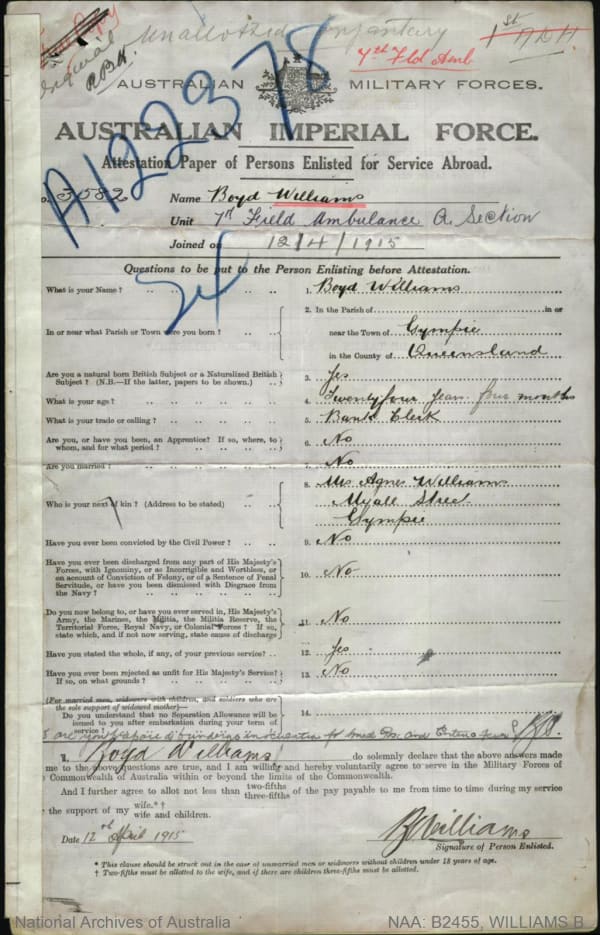 Unallotted Infantry
1st A D H
7th Fld Amb
A122378
AUSTRALIAN MILITARY FORCES.
AUSTRALIAN IMPERIAL FORCE.
Attestation Paper of Persons Enlisted for Service Abroad.
o. 3582 Name Boyd Williams
Unit 7th Field Ambulance A Section
Joined on 12/4/1915
Questions to be put to the Person Enlisting before Attestation.
What is your Name? .. .. .. .. 1. Boyd Williams
2. In the Parish of in or
In or near what Parish or Town were you born? .. near the Town of Gympie
in the County of Queensland
Are you a natural born British Subject or a Naturalized British
Subject? (N.B.—If the latter, papers to be shown.) .. 3. Yes
What is your age? .. .. .. .. 4. Twentyfour years four months
What is your trade or calling? .. .. .. 5. Bank Clerk
Are you, or have you been, an Apprentice? If so, where, to
whom, and for what period? .. .. .. 6. No
Are you married? .. .. .. .. 7. No
8. Mrs Agnes Williams
Who is your next of kin? (Address to be stated) .. Myall Street
Gympie
Have you ever been convicted by the Civil Power? .. .. 9. No
Have you ever been discharged from any part of His Majesty's
Forces, with Ignominy, or as Incorrigible and Worthless, or
on account of Conviction of Felony, or of a Sentence of Penal
Servitude, or have you been dismissed with Disgrace from
the Navy? .. .. .. .. 10. No
Do you now belong to, or have you ever served in, His Majesty's
Army, the Marines, the Militia, the Militia Reserve, the
Territorial Force, Royal Navy, or Colonial Forces? If so,
state which, and if not now serving, state cause of discharge 11. No
Have you stated the whole, if any, of your previous service? .. 12. Yes
Have you ever been rejected as unfit for His Majesty's Service?
If so, on what grounds? .. .. .. 13. No
(For married men, widowers with children, and soldiers who are
the sole support of widowed mother)—
Do you understand that no Separation Allowance will be
issued to you after embarkation during your term of
service? 14.
are you prepared to undergo inoculation for Small Pox and Enteric fever
I, Boyd Williams do solemnly declare that the above answers made
me to the above questions are true, and I am willing and hereby voluntarily agree to serve in the Military Forces of
Commonwealth of Australia within or beyond the limits of the Commonwealth.
And I further agree to allot not less than two-fifths three-fifths of the pay payable to me from time to time during my service
the support of my wife.*† wife and children.
Date 12th April 1915 B Williams
Signature of Person Enlisted.
* This clause should be struck out in the case of unmarried men or widowers without children under 18 years of age.
† Two-fifths must be allotted to the wife, and if there are children three-fifths must be allotted.
National Archives of Australia NAA: B2455, WILLIAMS B